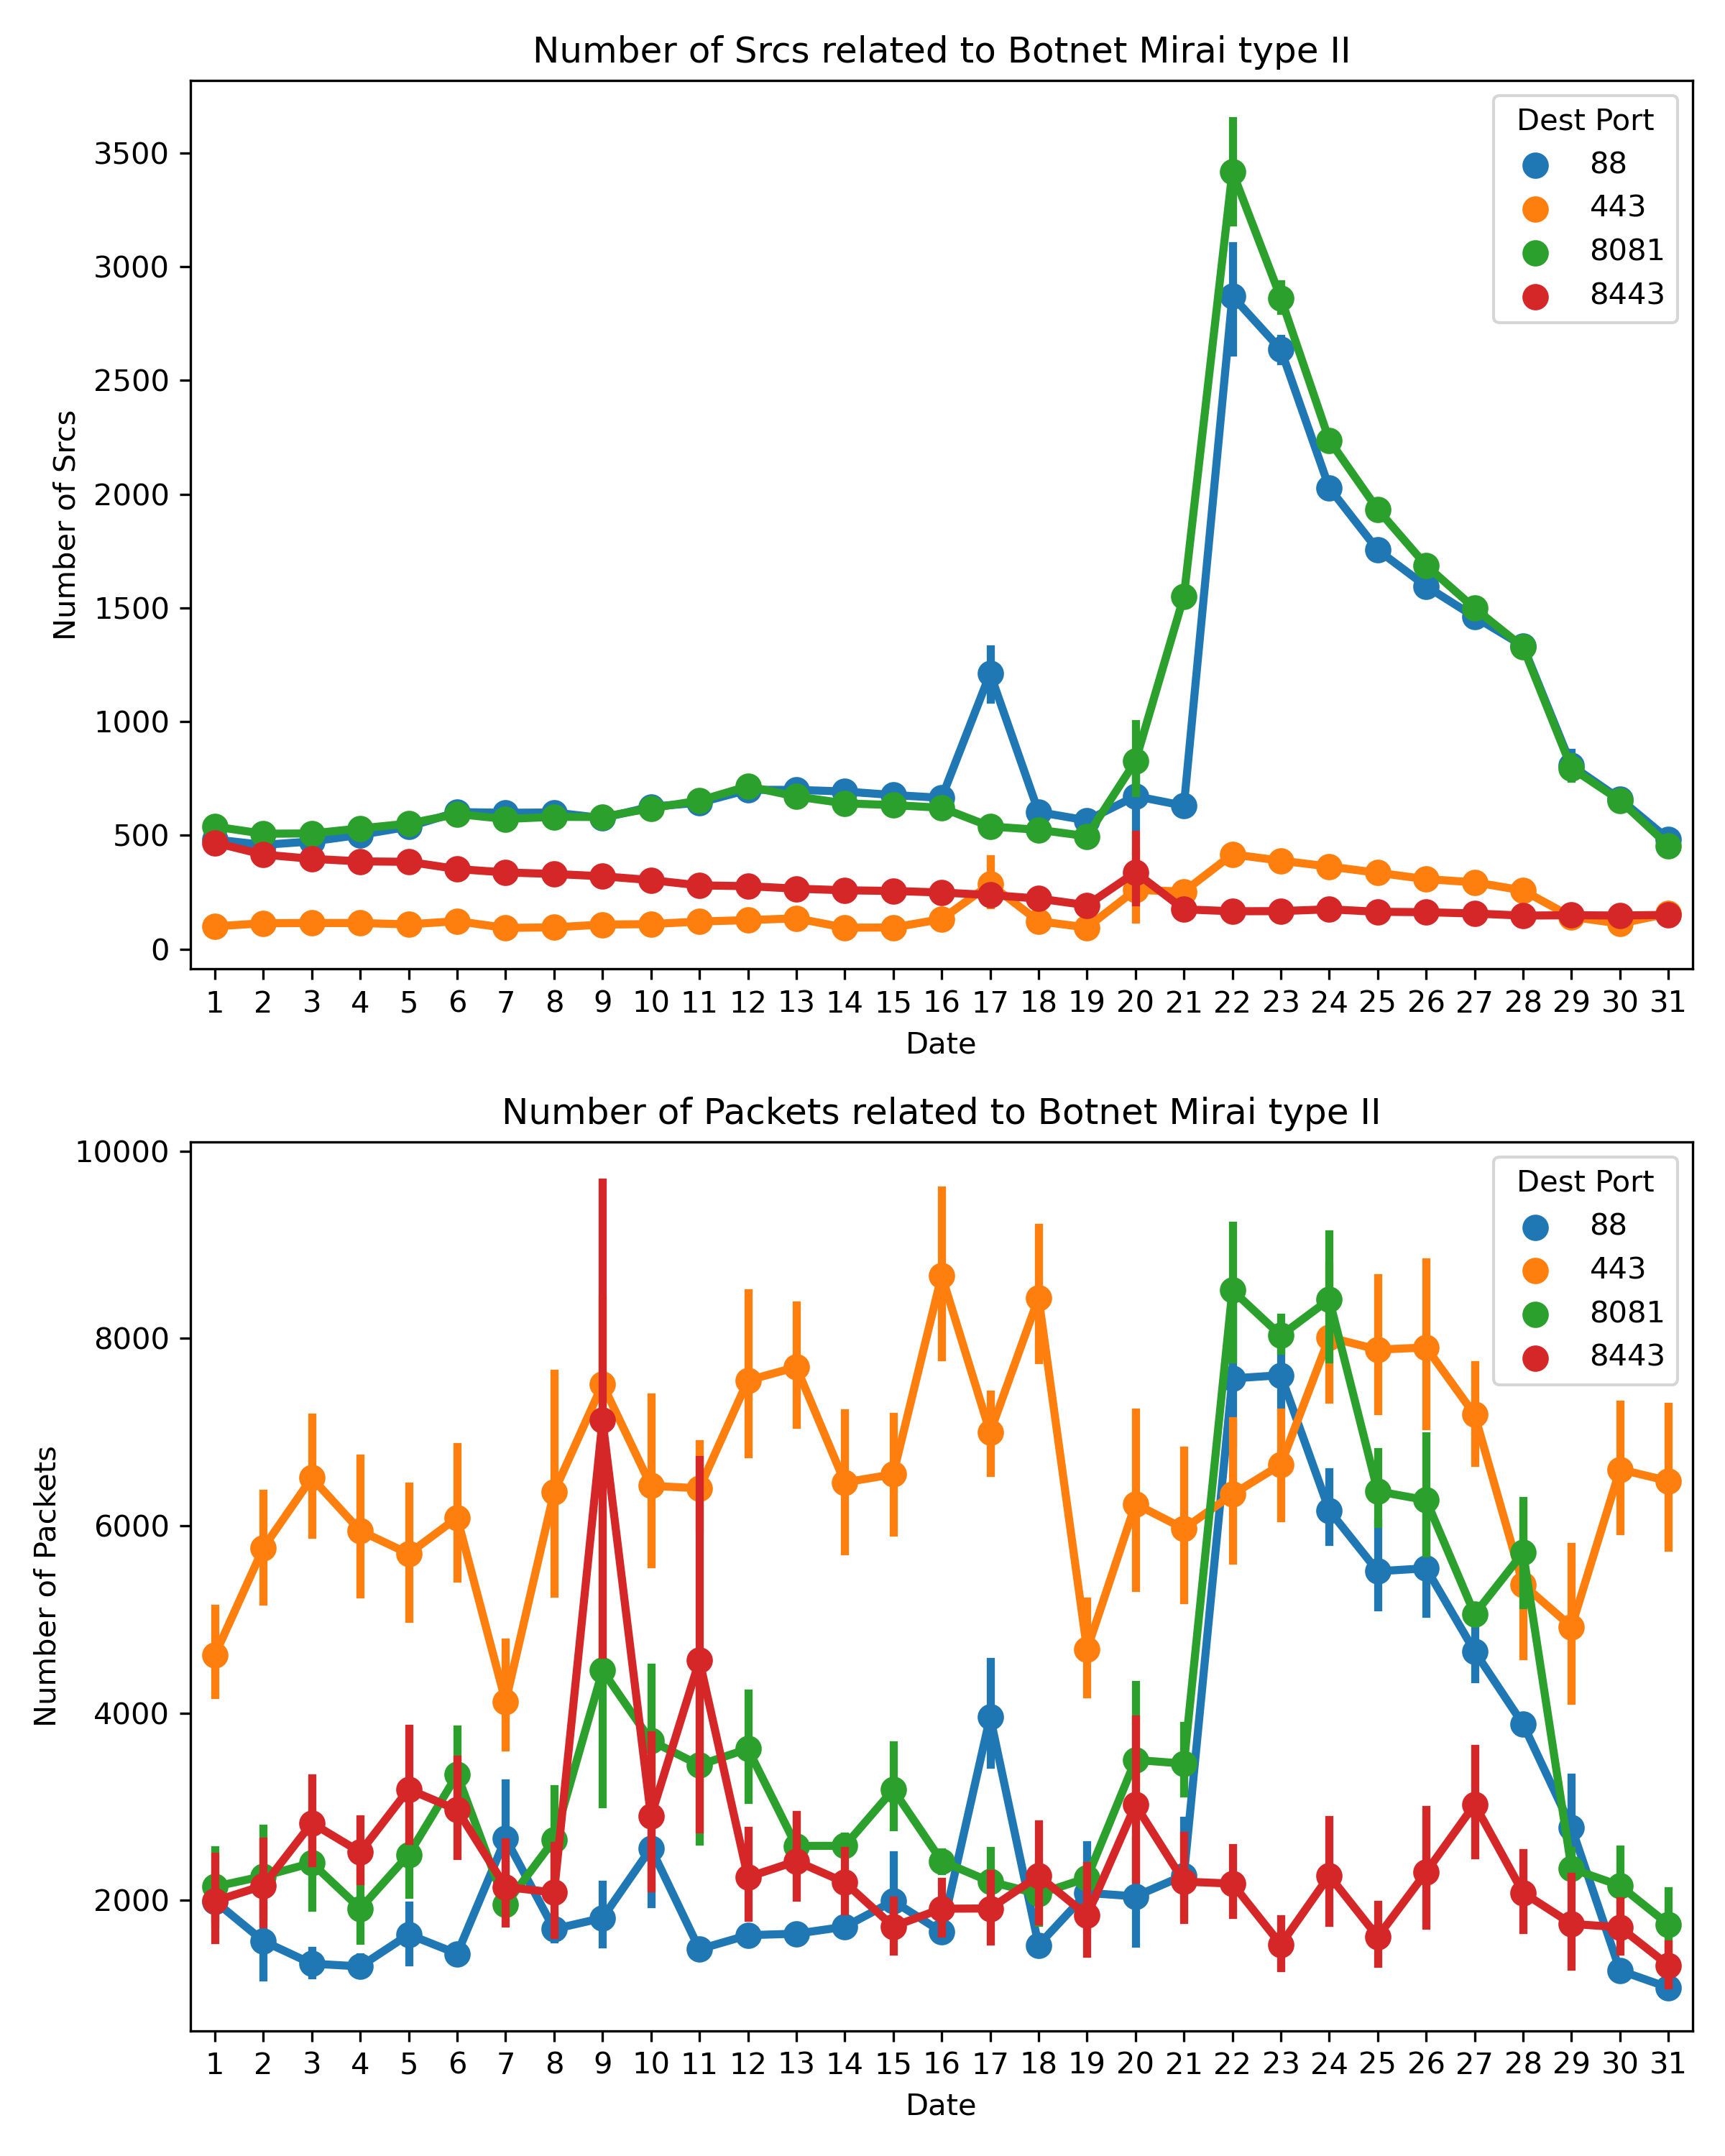 Number of Srcs related to Botnet Mirai type II
Dest Port
88
443
8081
8443
3500
3000
2500
2000
1500
1000
500
0
Number of Srcs
1 2 3 4 5 6 7 8 9 10 11 12 13 14 15 16 17 18 19 20 21 22 23 24 25 26 27 28 29 30 31
Date
Number of Packets related to Botnet Mirai type II
Dest Port
88
443
8081
8443
10000
8000
6000
4000
2000
Number of Packets
1 2 3 4 5 6 7 8 9 10 11 12 13 14 15 16 17 18 19 20 21 22 23 24 25 26 27 28 29 30 31
Date